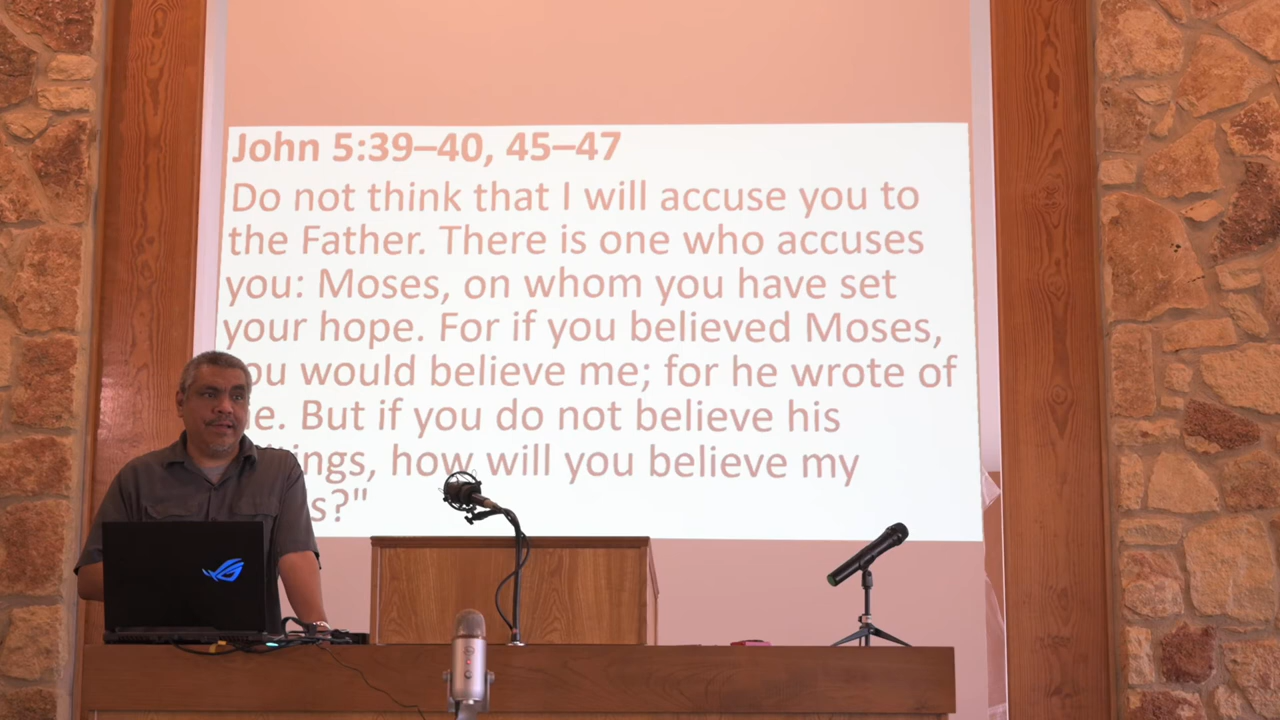 John 5:39–40, 45–47
Do not think that I will accuse you to
the Father. There is one who accuses
you: Moses, on whom you have set
your hope. For if you believed Moses,
you would believe me; for he wrote of
But if you do not believe his
how will you believe my